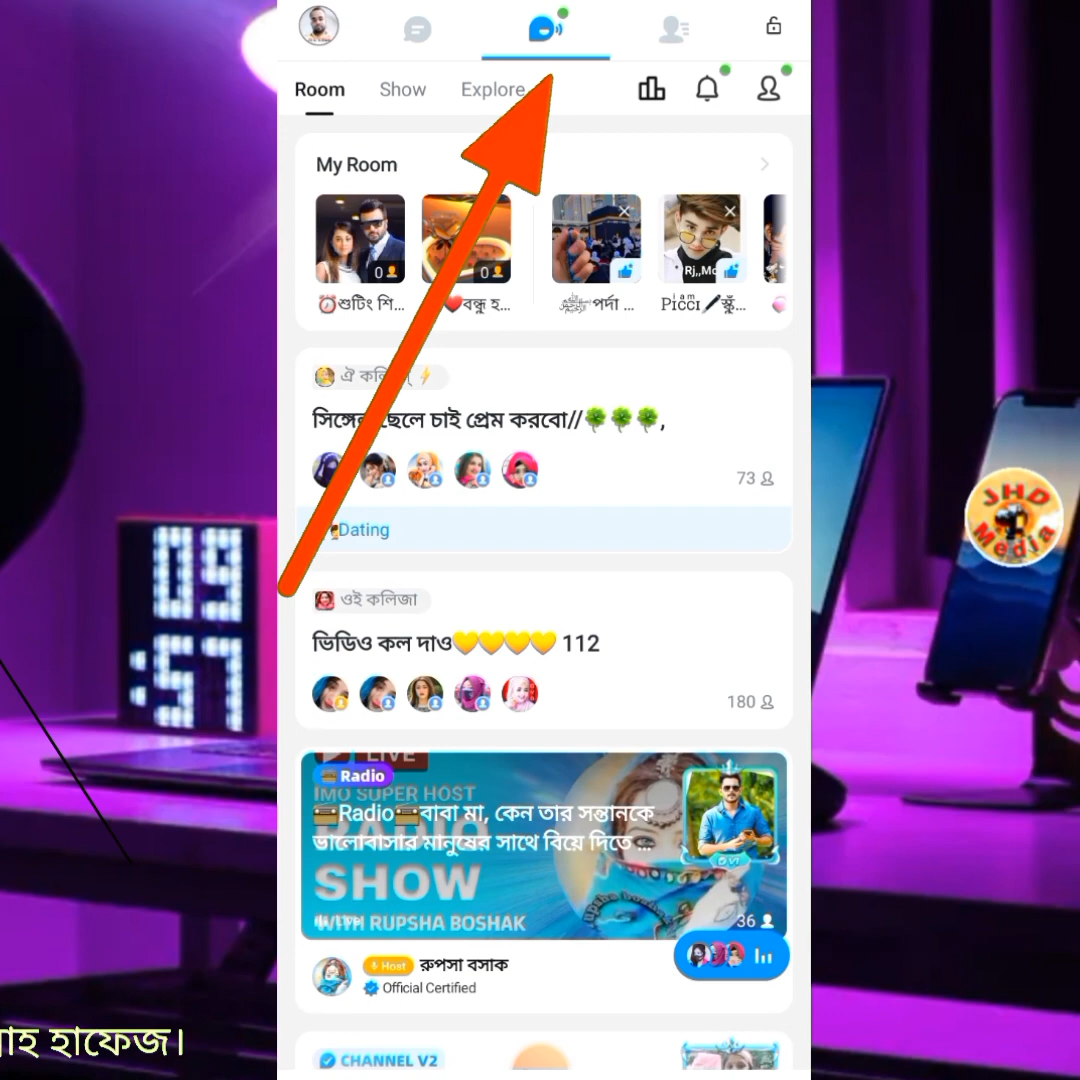 Room Show Explore
My Room
0 0 Rj,,Mo
⏰শুটিং শি... ❤️বন্ধু হ... পর্দা ... স্কুঁ...
ঐ
সিঙ্গেল ছেলে চাই প্রেম করবো//🍀🍀🍀,
73
Dating
ওই কলিজা
ভিডিও কল দাও💛💛💛💛 112
180
LIVE
Radio
IMO SUPER HOST
📻Radio📻বাবা মা, কেন তার সন্তানকে
RADIO
ভালোবাসার মানুষের সাথে বিয়ে দিতে ...
V1
SHOW
WITH RUPSHA BOSHAK
36
Host রুপসা বসাক
Official Certified
CHANNEL V2
09
:57
JHD
Media
হাফেজ।